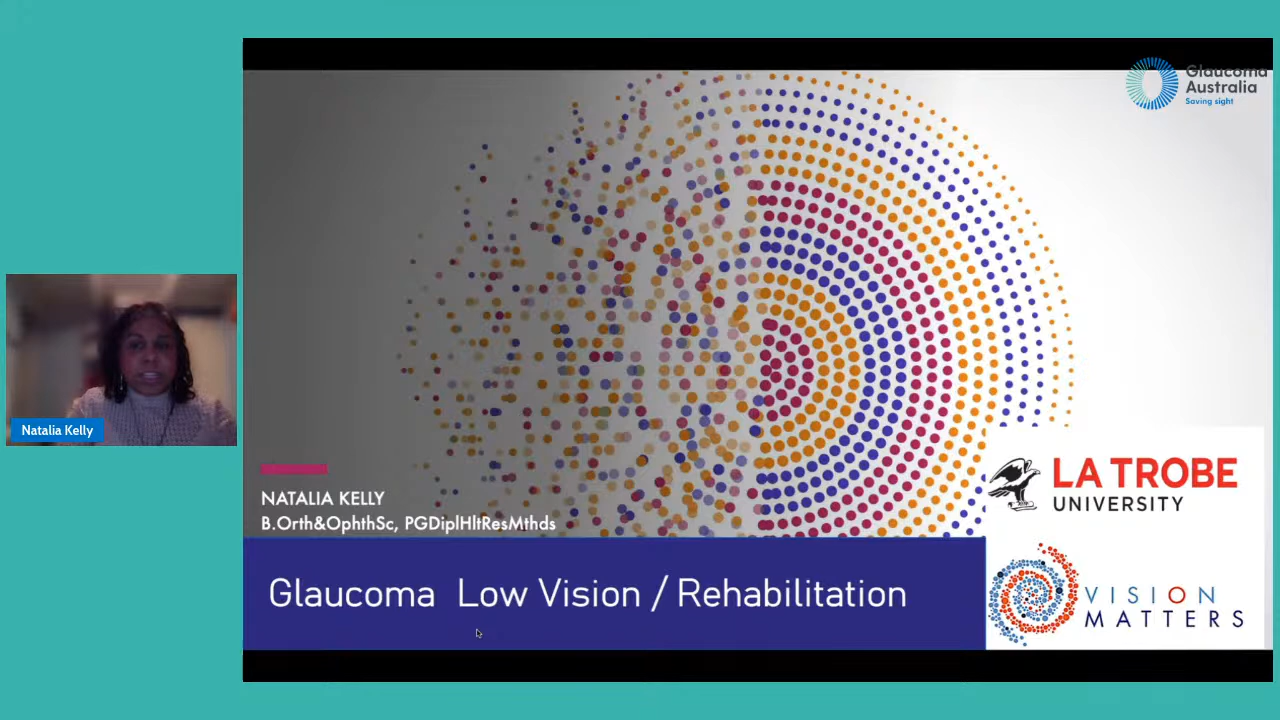 Glaucoma
Australia
Saving sight
Natalia Kelly
NATALIA KELLY
B.Orth&OphthSc, PGDiplHltResMthds
Glaucoma Low Vision / Rehabilitation
LA TROBE
UNIVERSITY
VISION
MATTERS